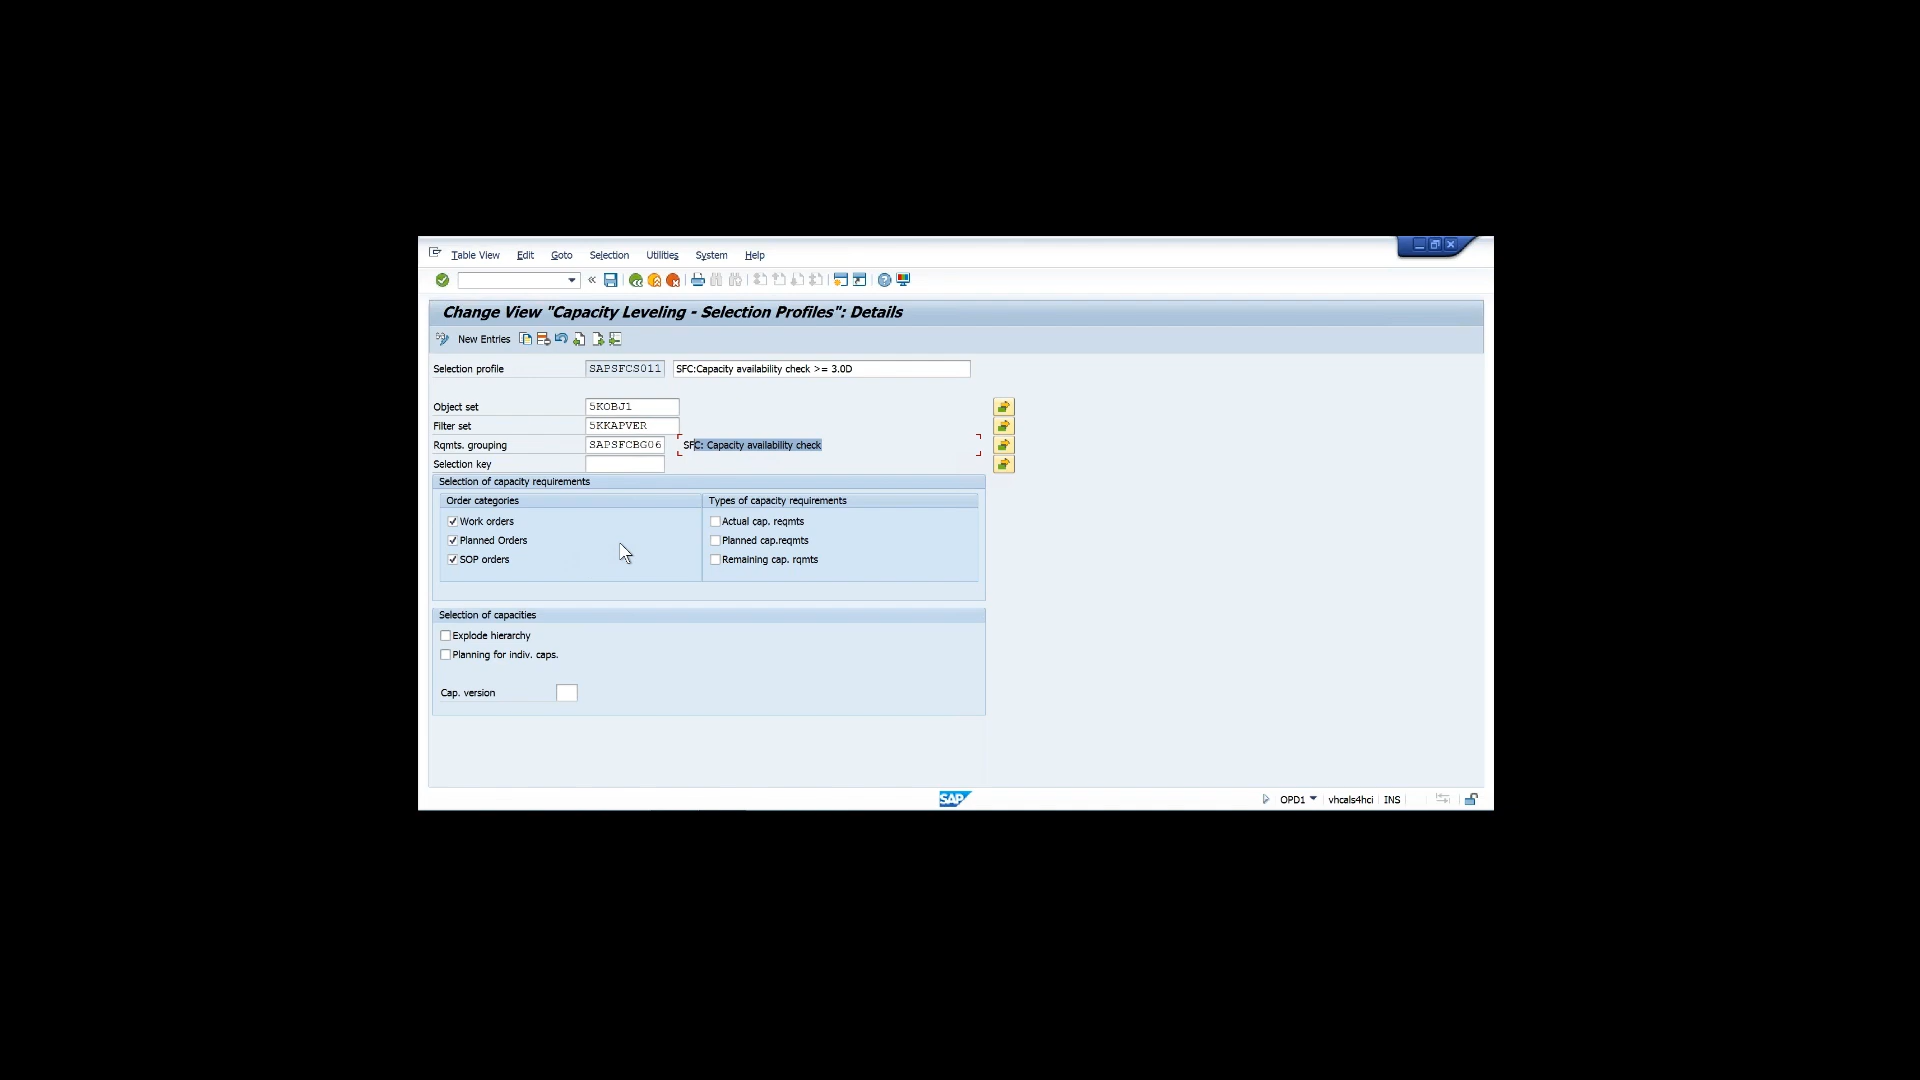 Table View Edit Goto Selection Utilities System Help
Change View "Capacity Leveling - Selection Profiles": Details
New Entries
Selection profile SAPSFCS011 SFC:Capacity availability check >= 3.0D
Object set 5KOBJ1
Filter set 5KKAPVER
Rqmts. grouping SAPSFCBG06 SFC: Capacity availability check
Selection key
Selection of capacity requirements
Order categories Types of capacity requirements
Work orders Actual cap. reqmts
Planned Orders Planned cap.reqmts
SOP orders Remaining cap. rqmts
Selection of capacities
Explode hierarchy
Planning for indiv. caps.
Cap. version
SAP OPD1 vhcals4hci INS